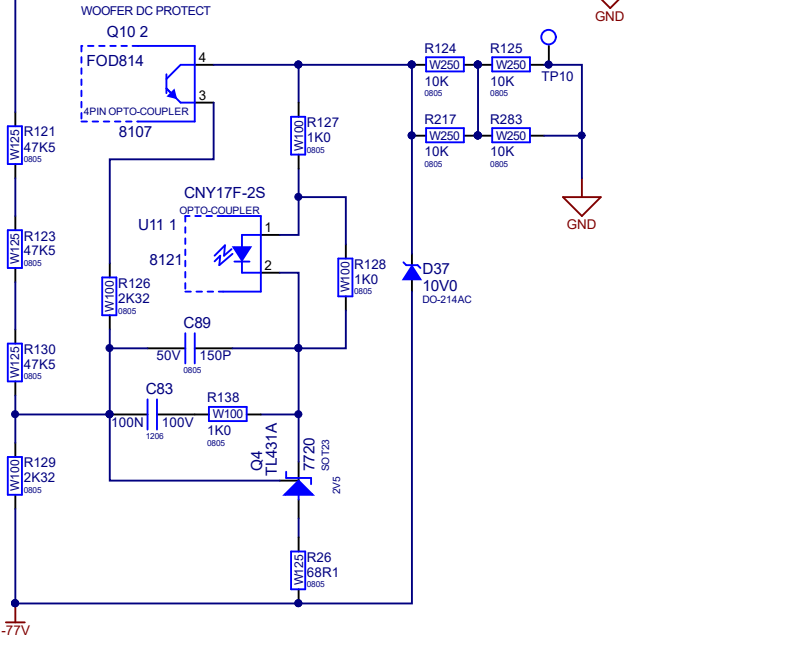 WOOFER DC PROTECT
GND
Q10 2
FOD814
4
3
4PIN OPTO-COUPLER
8107
R124
W250
10K
0805
R125
W250
10K
0805
TP10
R217
W250
10K
0805
R283
W250
10K
0805
GND
R121
W125
47K5
0805
R127
W100
1K0
0805
CNY17F-2S
OPTO-COUPLER
U11 1
8121
1
2
R123
W125
47K5
0805
R126
W100
2K32
0805
R128
W100
1K0
0805
D37
10V0
DO-214AC
C89
50V
150P
0805
R130
W125
47K5
0805
C83
100N
100V
1206
R138
W100
1K0
0805
Q4
TL431A
7720
SOT23
2V5
R129
W100
2K32
0805
R26
W125
68R1
0805
-77V